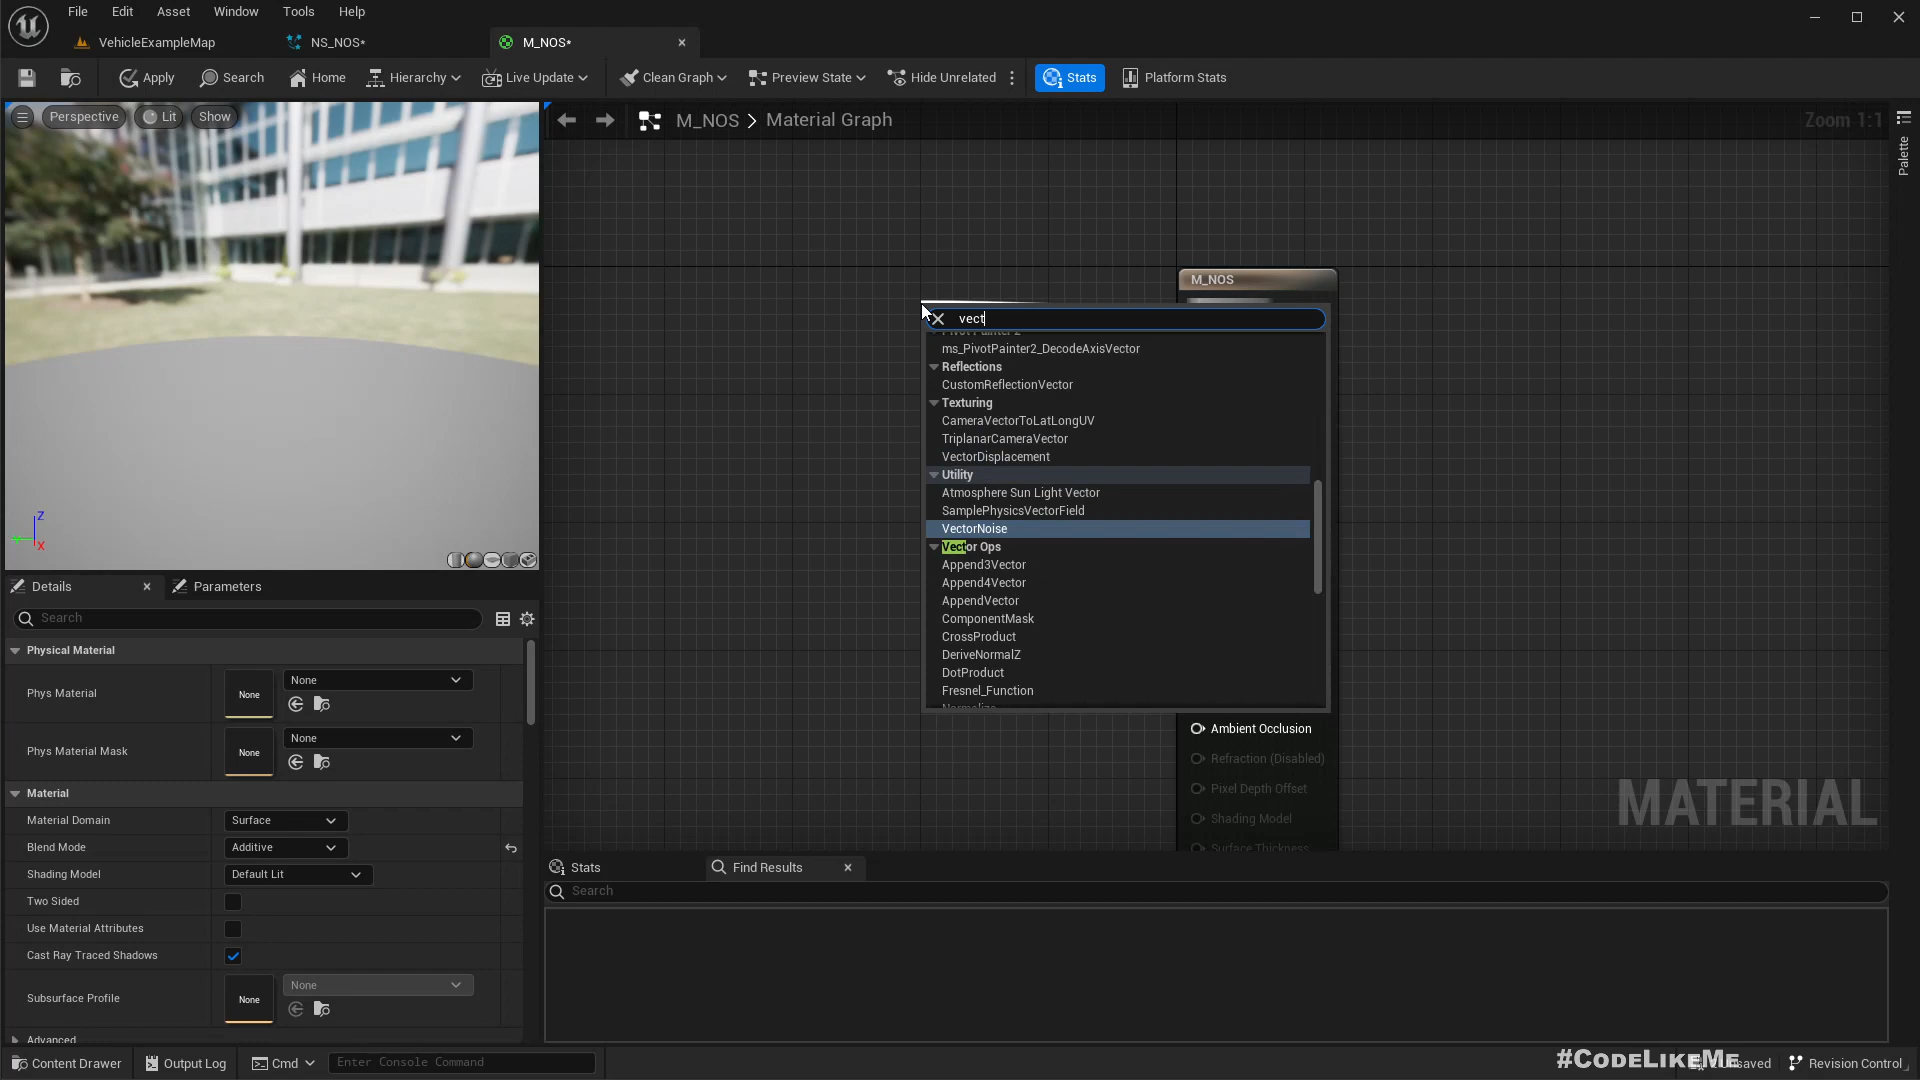 File Edit Asset Window Tools Help
VehicleExampleMap NS_NOS* M_NOS*
Apply Search Home Hierarchy Live Update Clean Graph Preview State Hide Unrelated Stats Platform Stats
Perspective Lit Show
M_NOS > Material Graph Zoom 1:1
Palette
M_NOS
vect
ms_PivotPainter2_DecodeAxisVector
Reflections
CustomReflectionVector
Texturing
CameraVectorToLatLongUV
TriplanarCameraVector
VectorDisplacement
Utility
Atmosphere Sun Light Vector
SamplePhysicsVectorField
VectorNoise
Vector Ops
Append3Vector
Append4Vector
AppendVector
ComponentMask
CrossProduct
DeriveNormalZ
DotProduct
Fresnel_Function
Normalize
Ambient Occlusion
Refraction (Disabled)
Pixel Depth Offset
Shading Model
Surface Thickness
MATERIAL
Z
X
Details Parameters
Search
Physical Material
Phys Material None None
Phys Material Mask None None
Material
Material Domain Surface
Blend Mode Additive
Shading Model Default Lit
Two Sided
Use Material Attributes
Cast Ray Traced Shadows
Subsurface Profile None None
Advanced
Stats Find Results
Search
Content Drawer Output Log Cmd Enter Console Command
#CodeLikeMe
Unsaved Revision Control